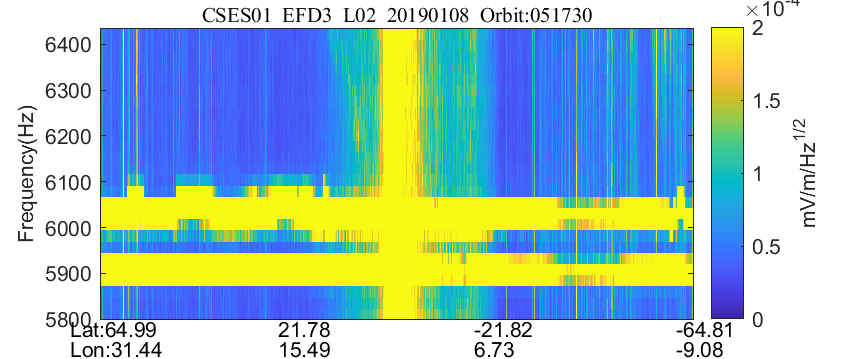 CSES01 EFD3 L02 20190108 Orbit:051730
×10⁻⁴
6400
6300
6200
6100
6000
5900
5800
Frequency(Hz)
2
1.5
1
0.5
0
mV/m/Hz^1/2
Lat:64.99 21.78 -21.82 -64.81
Lon:31.44 15.49 6.73 -9.08